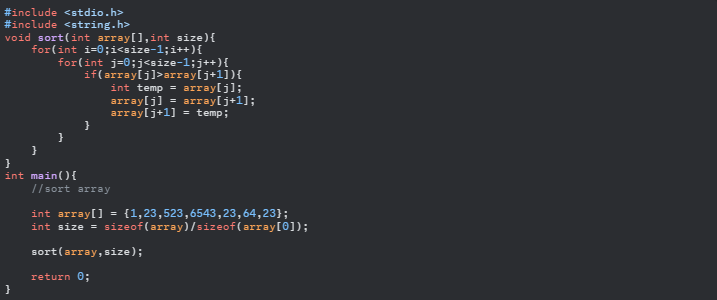 #include <stdio.h>
#include <string.h>
void sort(int array[],int size){
    for(int i=0;i<size-1;i++){
        for(int j=0;j<size-1;j++){
            if(array[j]>array[j+1]){
                int temp = array[j];
                array[j] = array[j+1];
                array[j+1] = temp;
            }
        }
    }
}
int main(){
    //sort array

    int array[] = {1,23,523,6543,23,64,23};
    int size = sizeof(array)/sizeof(array[0]);

    sort(array,size);

    return 0;
}